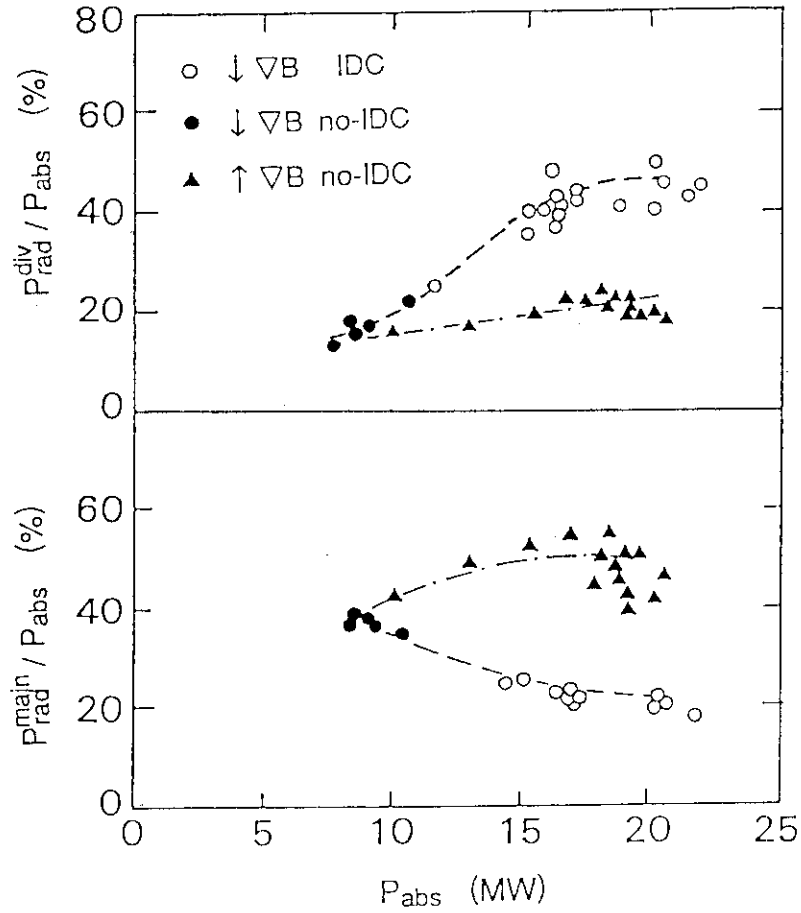 80
60
40
20
0
P_rad^div / P_abs (%)
○ ↓ ∇B IDC
● ↓ ∇B no-IDC
▲ ↑ ∇B no-IDC
60
40
20
0
P_rad^main / P_abs (%)
0 5 10 15 20 25
P_abs (MW)